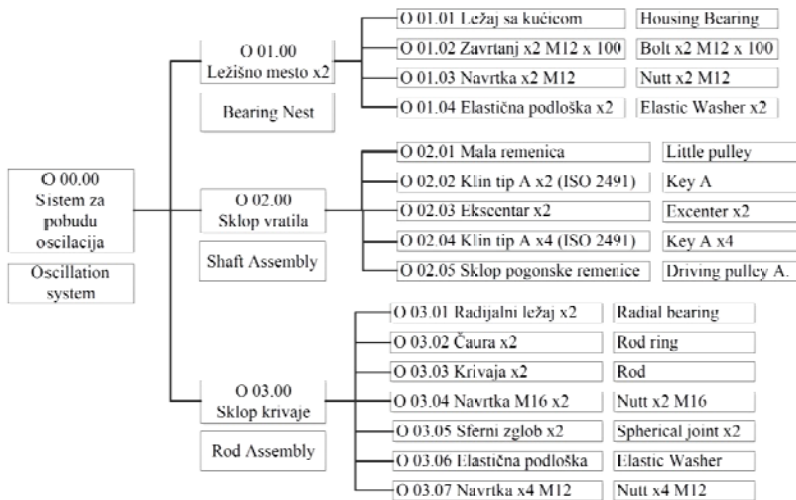 O 00.00
Sistem za
pobudu
oscilacija
Oscillation
system
O 01.00
Ležišno mesto x2
Bearing Nest
O 01.01 Ležaj sa kućicom Housing Bearing
O 01.02 Zavrtanj x2 M12 x 100 Bolt x2 M12 x 100
O 01.03 Navrtka x2 M12 Nutt x2 M12
O 01.04 Elastična podloška x2 Elastic Washer x2
O 02.00
Sklop vratila
Shaft Assembly
O 02.01 Mala remenica Little pulley
O 02.02 Klin tip A x2 (ISO 2491) Key A
O 02.03 Ekscentar x2 Excenter x2
O 02.04 Klin tip A x4 (ISO 2491) Key A x4
O 02.05 Sklop pogonske remenice Driving pulley A.
O 03.00
Sklop krivaje
Rod Assembly
O 03.01 Radijalni ležaj x2 Radial bearing
O 03.02 Čaura x2 Rod ring
O 03.03 Krivaja x2 Rod
O 03.04 Navrtka M16 x2 Nutt x2 M16
O 03.05 Sferni zglob x2 Spherical joint x2
O 03.06 Elastična podloška Elastic Washer
O 03.07 Navrtka x4 M12 Nutt x4 M12